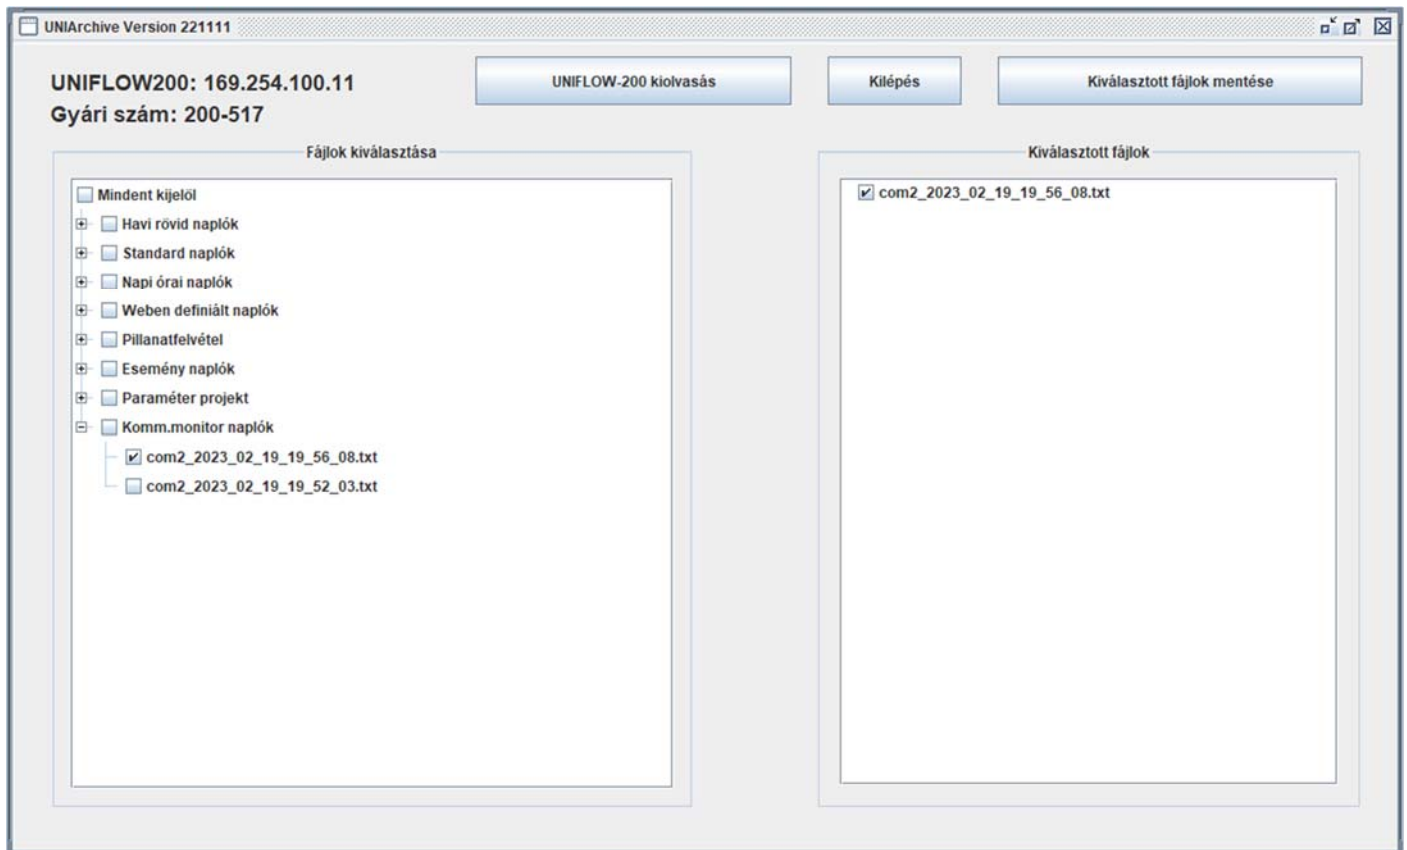 UNIArchive Version 221111
UNIFLOW200: 169.254.100.11
Gyári szám: 200-517
UNIFLOW-200 kiolvasás
Kilépés
Kiválasztott fájlok mentése
Fájlok kiválasztása
Mindent kijelöl
Havi rövid naplók
Standard naplók
Napi órai naplók
Weben definiált naplók
Pillanatfelvétel
Esemény naplók
Paraméter projekt
Komm.monitor naplók
com2_2023_02_19_19_56_08.txt
com2_2023_02_19_19_52_03.txt
Kiválasztott fájlok
com2_2023_02_19_19_56_08.txt